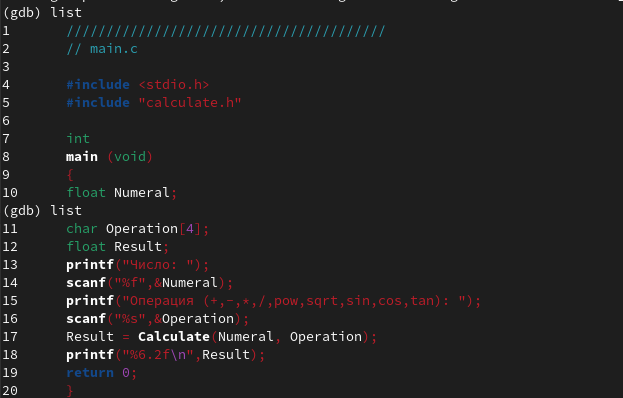 (gdb) list
1 ////////////////////////////////////////
2 // main.c
3
4 #include <stdio.h>
5 #include "calculate.h"
6
7 int
8 main (void)
9 {
10 float Numeral;
(gdb) list
11 char Operation[4];
12 float Result;
13 printf("Число: ");
14 scanf("%f",&Numeral);
15 printf("Операция (+,-,*,/,pow,sqrt,sin,cos,tan): ");
16 scanf("%s",&Operation);
17 Result = Calculate(Numeral, Operation);
18 printf("%6.2f\n",Result);
19 return 0;
20 }